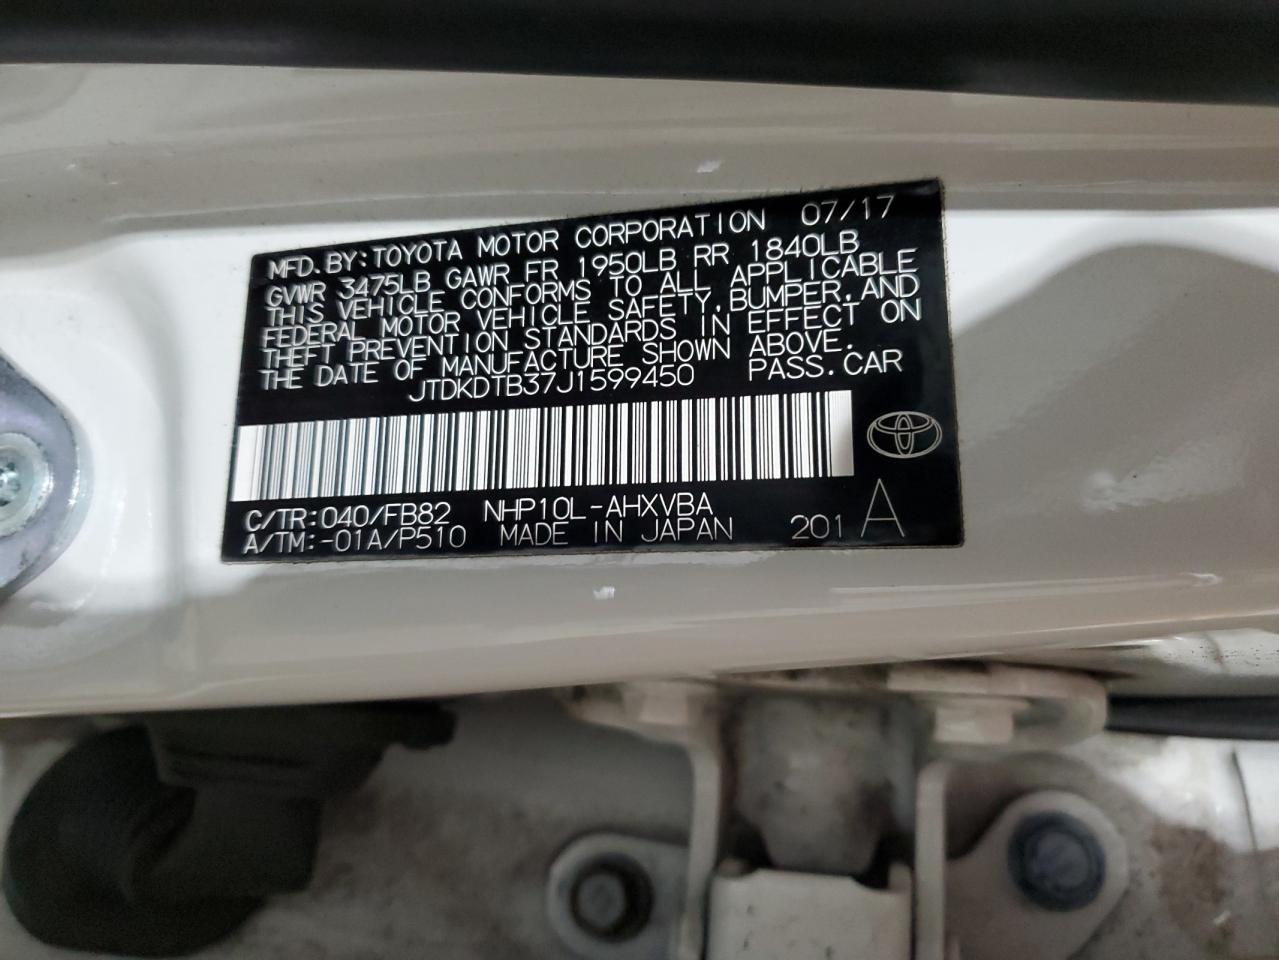 MFD.BY:TOYOTA MOTOR CORPORATION 07/17
GVWR 3475LB GAWR FR 1950LB RR 1840LB
THIS VEHICLE CONFORMS TO ALL APPLICABLE
FEDERAL MOTOR VEHICLE SAFETY,BUMPER,AND
THEFT PREVENTION STANDARDS IN EFFECT ON
THE DATE OF MANUFACTURE SHOWN ABOVE.
JTDKDTB37J1599450 PASS.CAR
C/TR:040/FB82 NHP10L-AHXVBA
A/TM:-01A/P510 MADE IN JAPAN 201 A